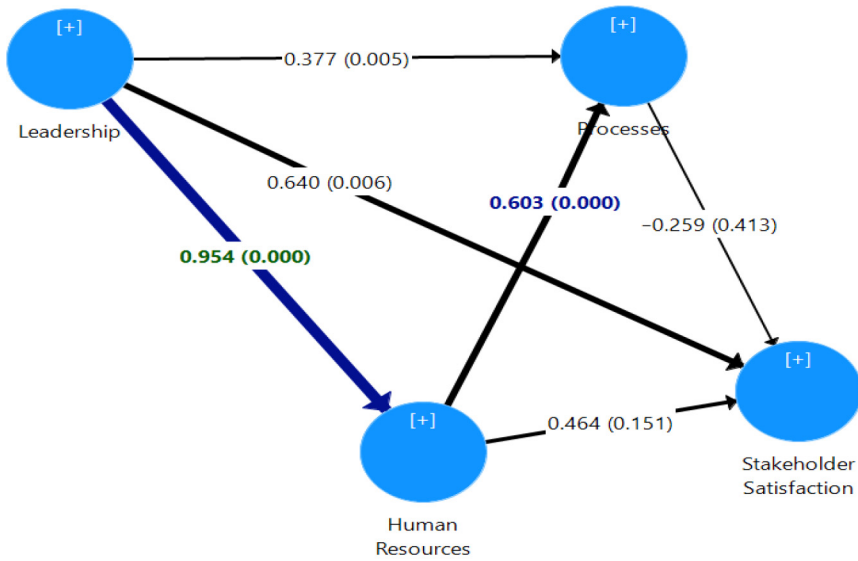 [+]
[+]
0.377 (0.005)
Leadership
Processes
0.640 (0.006)
0.603 (0.000)
−0.259 (0.413)
0.954 (0.000)
[+]
[+]
0.464 (0.151)
Stakeholder
Satisfaction
Human
Resources